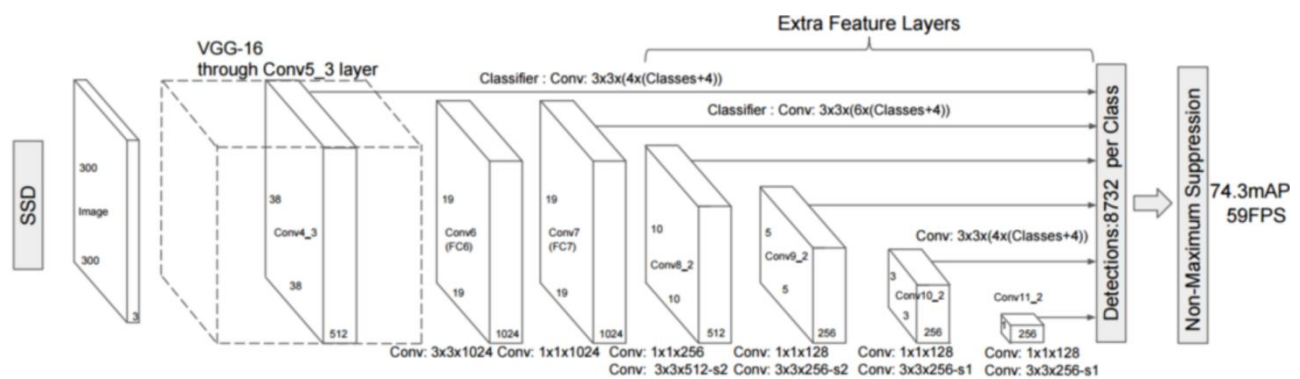 Extra Feature Layers
VGG-16
through Conv5_3 layer
Classifier : Conv: 3x3x(4x(Classes+4))
Classifier : Conv: 3x3x(6x(Classes+4))
SSD
300
Image
300
3
38
Conv4_3
38
512
19
Conv6
(FC6)
19
1024
19
Conv7
(FC7)
19
1024
10
Conv8_2
10
512
5
Conv9_2
5
256
Conv: 3x3x(4x(Classes+4))
3
Conv10_2
3
256
Conv11_2
1
256
Detections:8732 per Class
Non-Maximum Suppression
74.3mAP
59FPS
Conv: 3x3x1024
Conv: 1x1x1024
Conv: 1x1x256
Conv: 3x3x512-s2
Conv: 1x1x128
Conv: 3x3x256-s2
Conv: 1x1x128
Conv: 3x3x256-s1
Conv: 1x1x128
Conv: 3x3x256-s1